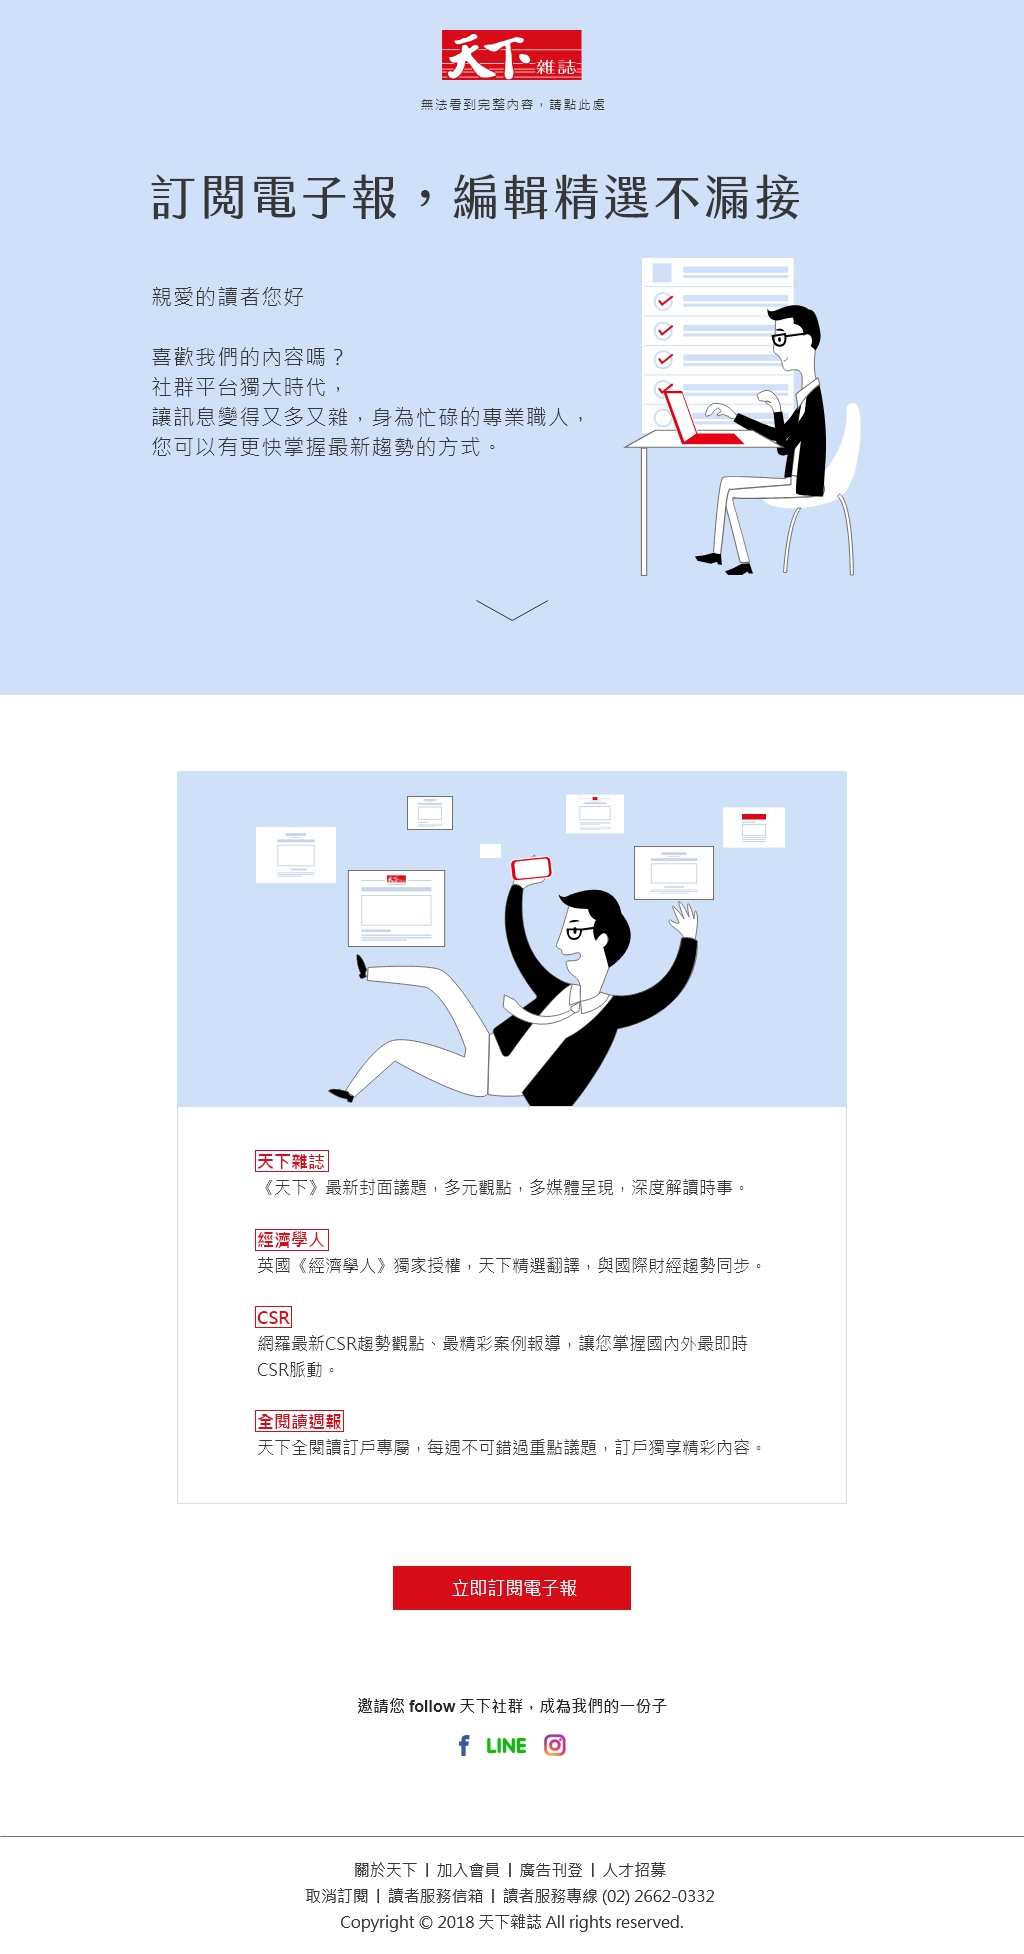 天下雜誌
無法看到完整內容，請點此處
訂閱電子報，編輯精選不漏接
親愛的讀者您好
喜歡我們的內容嗎？
社群平台獨大時代，
讓訊息變得又多又雜，身為忙碌的專業職人，
您可以有更快掌握最新趨勢的方式。
天下雜誌
《天下》最新封面議題，多元觀點，多媒體呈現，深度解讀時事。
經濟學人
英國《經濟學人》獨家授權，天下精選翻譯，與國際財經趨勢同步。
CSR
網羅最新CSR趨勢觀點、最精彩案例報導，讓您掌握國內外最即時
CSR脈動。
全閱讀週報
天下全閱讀訂戶專屬，每週不可錯過重點議題，訂戶獨享精彩內容。
立即訂閱電子報
邀請您 follow 天下社群，成為我們的一份子
f LINE
關於天下 | 加入會員 | 廣告刊登 | 人才招募
取消訂閱 | 讀者服務信箱 | 讀者服務專線 (02) 2662-0332
Copyright © 2018 天下雜誌 All rights reserved.